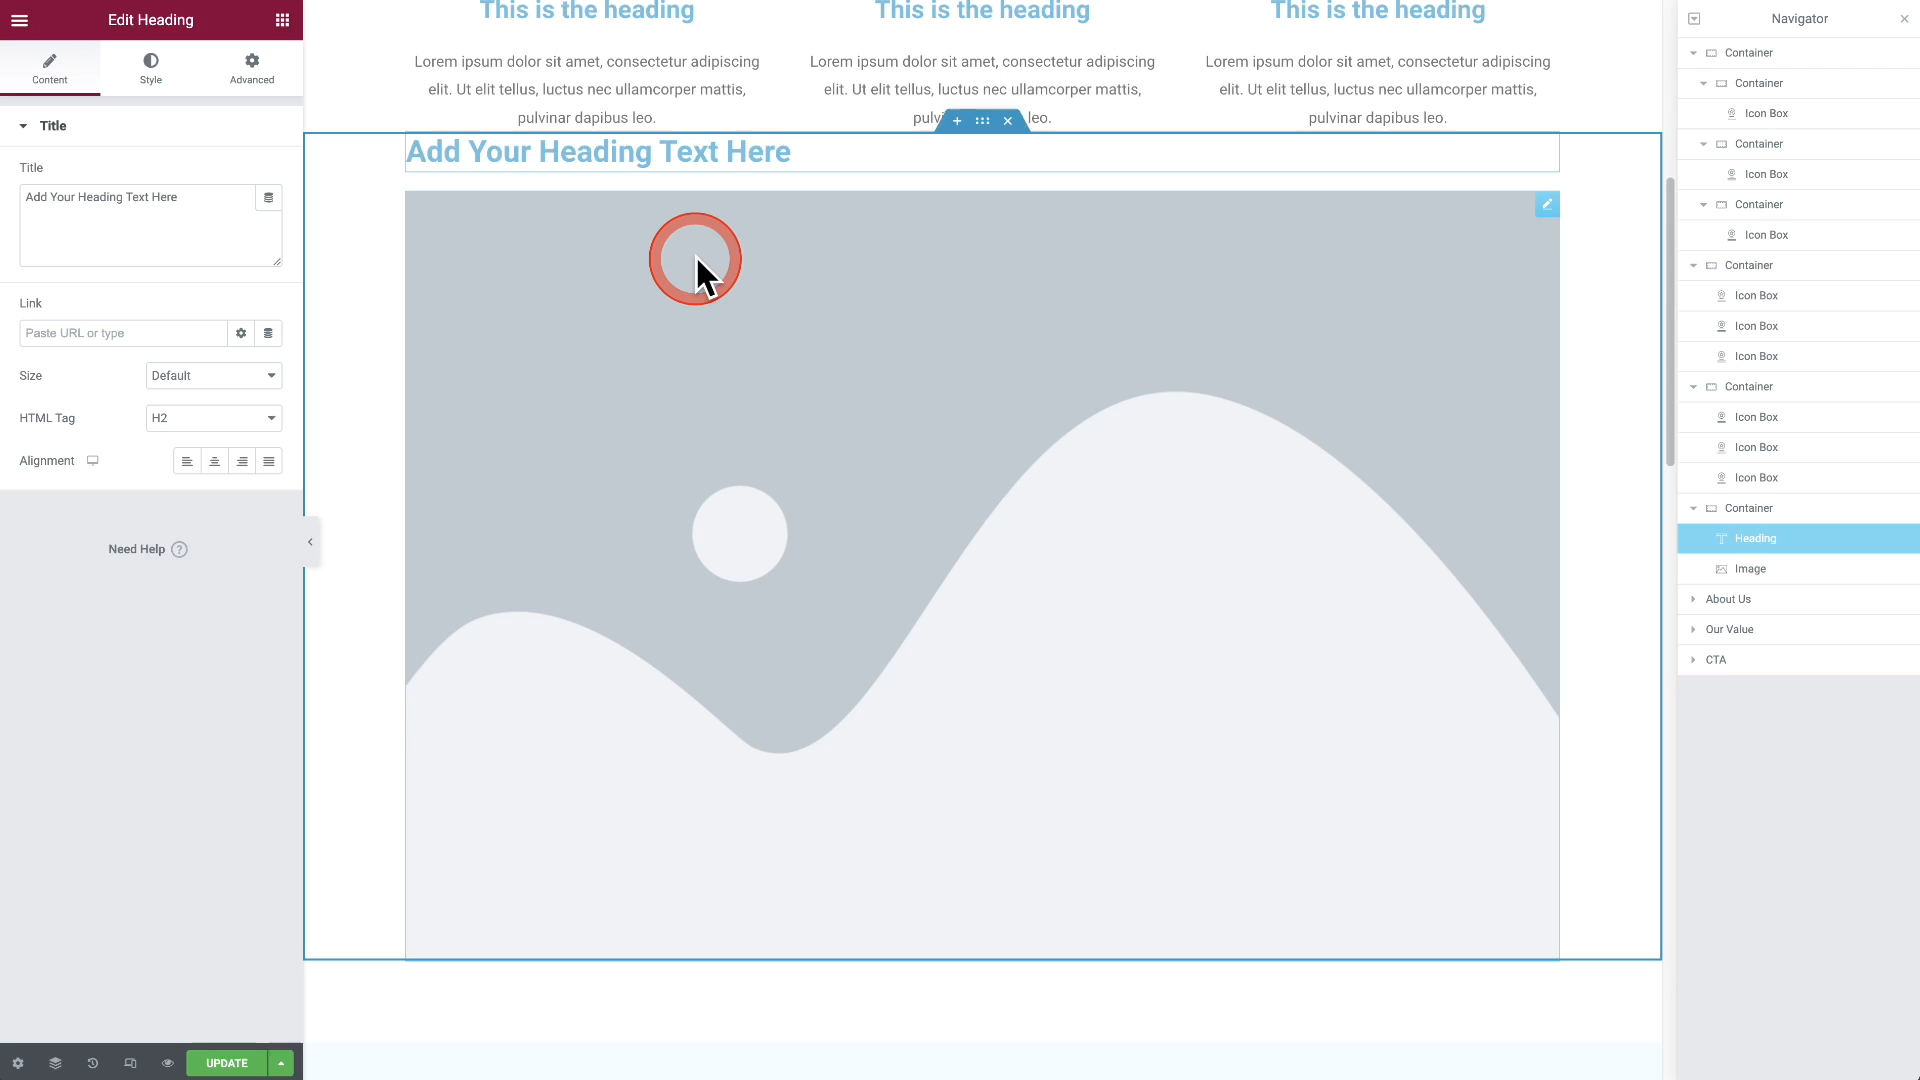 Edit Heading
Content
Style
Advanced
Title
Title
Add Your Heading Text Here
Link
Paste URL or type
Size
Default
HTML Tag
H2
Alignment
Need Help ?
UPDATE
This is the heading
This is the heading
This is the heading
Lorem ipsum dolor sit amet, consectetur adipiscing
elit. Ut elit tellus, luctus nec ullamcorper mattis,
pulvinar dapibus leo.
Lorem ipsum dolor sit amet, consectetur adipiscing
elit. Ut elit tellus, luctus nec ullamcorper mattis,
pulvi leo.
Lorem ipsum dolor sit amet, consectetur adipiscing
elit. Ut elit tellus, luctus nec ullamcorper mattis,
pulvinar dapibus leo.
Add Your Heading Text Here
Navigator
Container
Container
Icon Box
Container
Icon Box
Container
Icon Box
Container
Icon Box
Icon Box
Icon Box
Container
Icon Box
Icon Box
Icon Box
Container
Heading
Image
About Us
Our Value
CTA